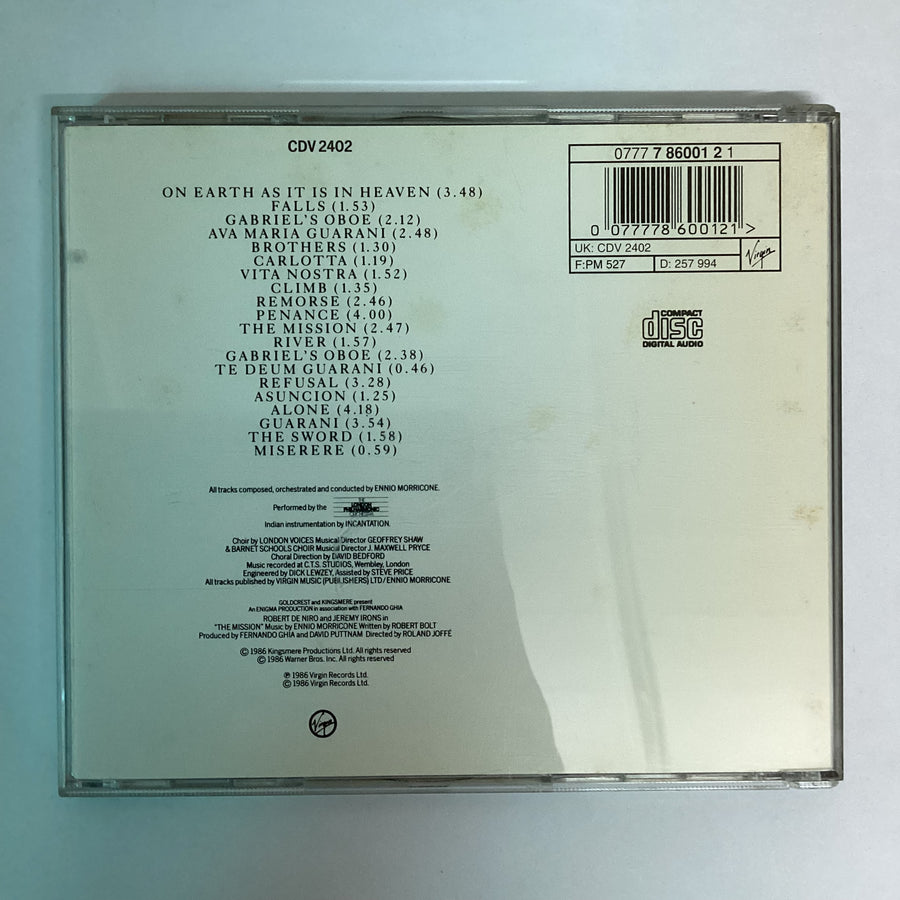 CDV 2402
ON EARTH AS IT IS IN HEAVEN (3.48)
FALLS (1.53)
GABRIEL'S OBOE (2.12)
AVA MARIA GUARANI (2.48)
BROTHERS (1.30)
CARLOTTA (1.19)
VITA NOSTRA (1.52)
CLIMB (1.35)
REMORSE (2.46)
PENANCE (4.00)
THE MISSION (2.47)
RIVER (1.57)
GABRIEL'S OBOE (2.38)
TE DEUM GUARANI (0.46)
REFUSAL (3.28)
ASUNCION (1.25)
ALONE (4.18)
GUARANI (3.54)
THE SWORD (1.58)
MISERERE (0.59)
All tracks composed, orchestrated and conducted by ENNIO MORRICONE.
Performed by the THE LONDON PHILHARMONIC ORCHESTRA
Indian instrumentation by INCANTATION.
Choir by LONDON VOICES Musical Director GEOFFREY SHAW
& BARNET SCHOOLS CHOIR Musical Director J. MAXWELL PRYCE
Choral Direction by DAVID BEDFORD
Music recorded at C.T.S. STUDIOS, Wembley, London
Engineered by DICK LEWZEY, Assisted by STEVE PRICE
All tracks published by VIRGIN MUSIC (PUBLISHERS) LTD/ENNIO MORRICONE
GOLDCREST and KINGSMERE present
An ENIGMA PRODUCTION in association with FERNANDO GHIA
ROBERT DE NIRO and JEREMY IRONS in
"THE MISSION" Music by ENNIO MORRICONE Written by ROBERT BOLT
Produced by FERNANDO GHIA and DAVID PUTTNAM Directed by ROLAND JOFFÉ
© 1986 Kingsmere Productions Ltd. All rights reserved
© 1986 Warner Bros. Inc. All rights reserved
℗ 1986 Virgin Records Ltd.
© 1986 Virgin Records Ltd.
Virgin
0777 7 86001 2 1
0 077778 600121 >
UK: CDV 2402
F:PM 527
D: 257 994
Virgin
COMPACT
disc
DIGITAL AUDIO